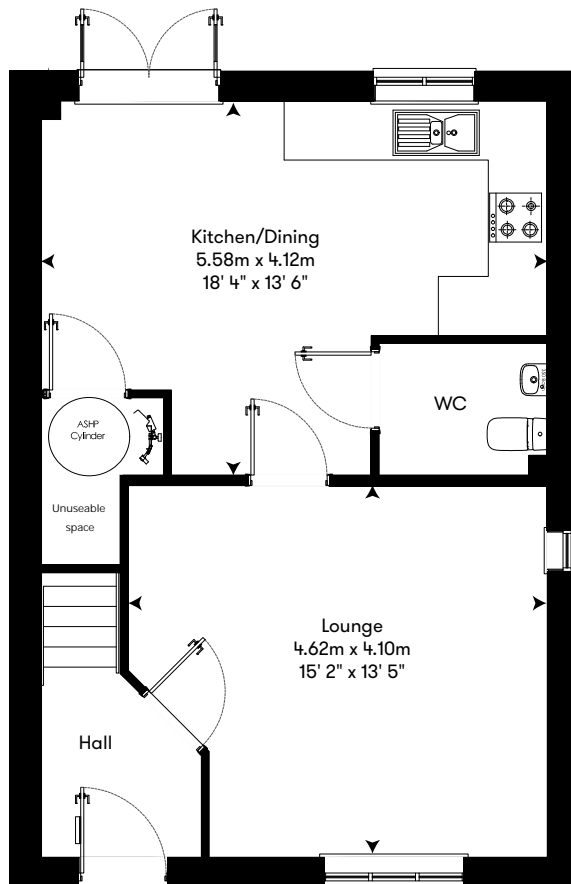 Kitchen/Dining
5.58m x 4.12m
18' 4" x 13' 6"
WC
ASHP
Cylinder
Unuseable
space
Lounge
4.62m x 4.10m
15' 2" x 13' 5"
Hall